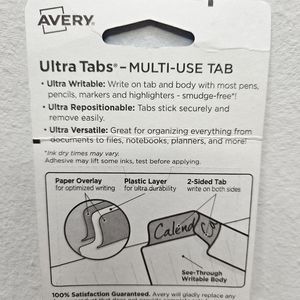 AVERY
Ultra Tabs® – MULTI-USE TAB
• Ultra Writable: Write on tab and body with most pens,
pencils, markers and highlighters - smudge-free*!
• Ultra Repositionable: Tabs stick securely and
remove easily.
• Ultra Versatile: Great for organizing everything from
documents to files, notebooks, planners, and more!
*Ink dry times may vary.
Adhesive may lift some inks, test before applying.
Paper Overlay
for optimized writing
Plastic Layer
for ultra durability
2-Sided Tab
write on both sides
Calend
See-Through
Writable Body
100% Satisfaction Guaranteed. Avery will gladly replace any